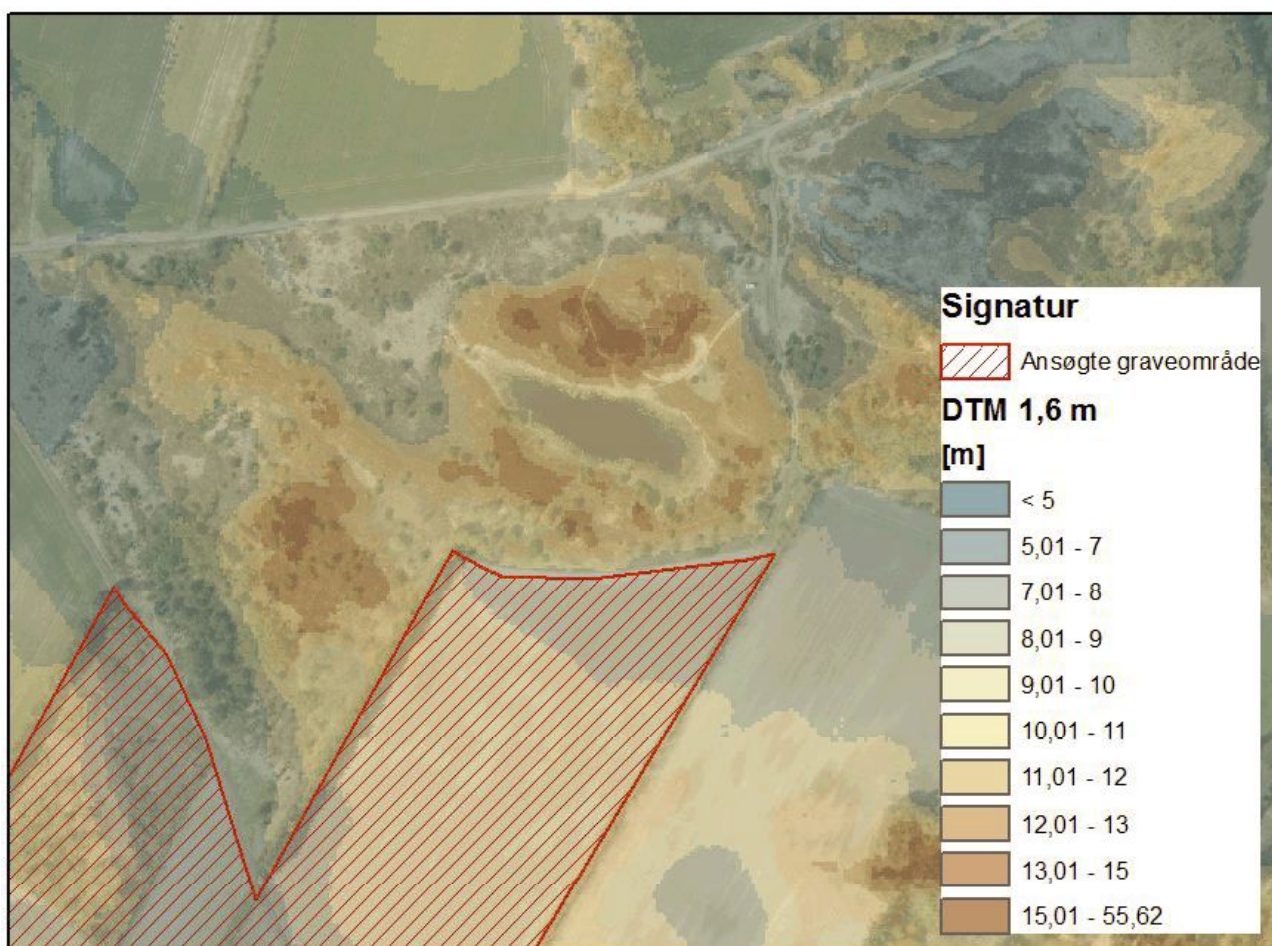 Signatur
Ansøgte graveområde
DTM 1,6 m
[m]
< 5
5,01 - 7
7,01 - 8
8,01 - 9
9,01 - 10
10,01 - 11
11,01 - 12
12,01 - 13
13,01 - 15
15,01 - 55,62